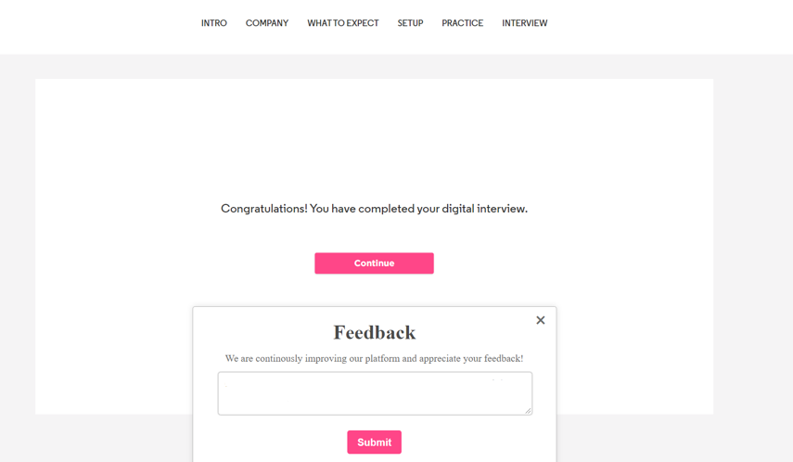 INTRO COMPANY WHAT TO EXPECT SETUP PRACTICE INTERVIEW
Congratulations! You have completed your digital interview.
Continue
Feedback
We are continously improving our platform and appreciate your feedback!
Submit